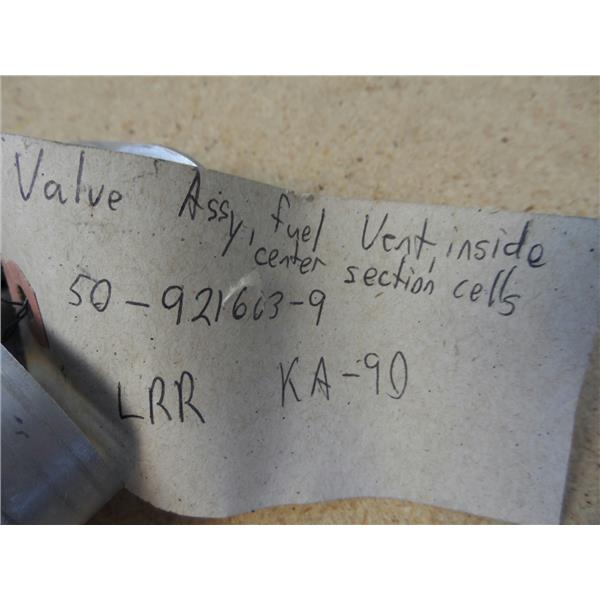 Valve Assy, fuel Vent, inside
center section cells
50-921663-9
LRR KA-90